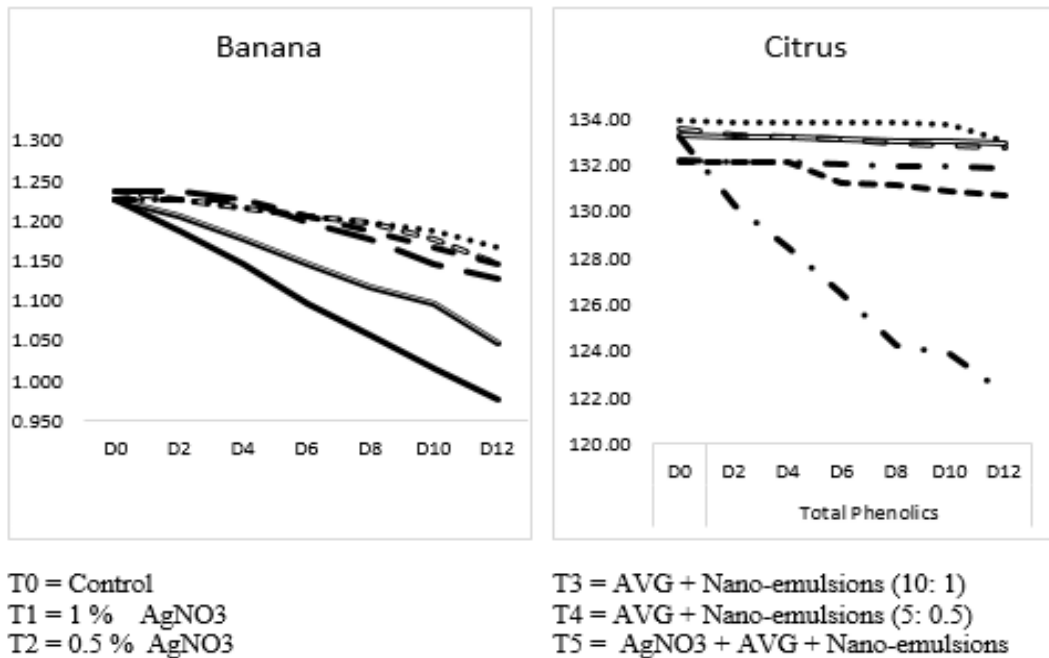 Banana
1.300
1.250
1.200
1.150
1.100
1.050
1.000
0.950
D0 D2 D4 D6 D8 D10 D12
Citrus
134.00
132.00
130.00
128.00
126.00
124.00
122.00
120.00
D0 D2 D4 D6 D8 D10 D12
Total Phenolics
T0 = Control
T1 = 1 % AgNO3
T2 = 0.5 % AgNO3
T3 = AVG + Nano-emulsions (10: 1)
T4 = AVG + Nano-emulsions (5: 0.5)
T5 = AgNO3 + AVG + Nano-emulsions